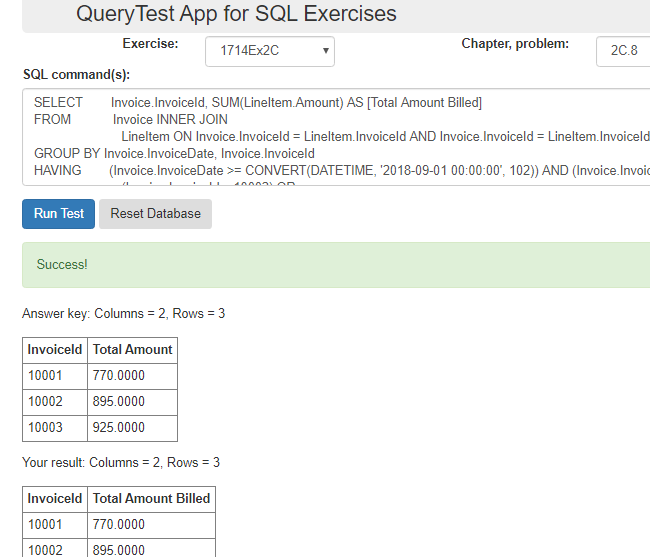 QueryTest App for SQL Exercises
Exercise: 1714Ex2C Chapter, problem: 2C.8
SQL command(s):
SELECT Invoice.InvoiceId, SUM(LineItem.Amount) AS [Total Amount Billed]
FROM Invoice INNER JOIN
LineItem ON Invoice.InvoiceId = LineItem.InvoiceId AND Invoice.InvoiceId = LineItem.InvoiceId
GROUP BY Invoice.InvoiceDate, Invoice.InvoiceId
HAVING (Invoice.InvoiceDate >= CONVERT(DATETIME, '2018-09-01 00:00:00', 102)) AND (Invoice.Invoic
Run Test Reset Database
Success!
Answer key: Columns = 2, Rows = 3
InvoiceId Total Amount
10001 770.0000
10002 895.0000
10003 925.0000
Your result: Columns = 2, Rows = 3
InvoiceId Total Amount Billed
10001 770.0000
10002 895.0000